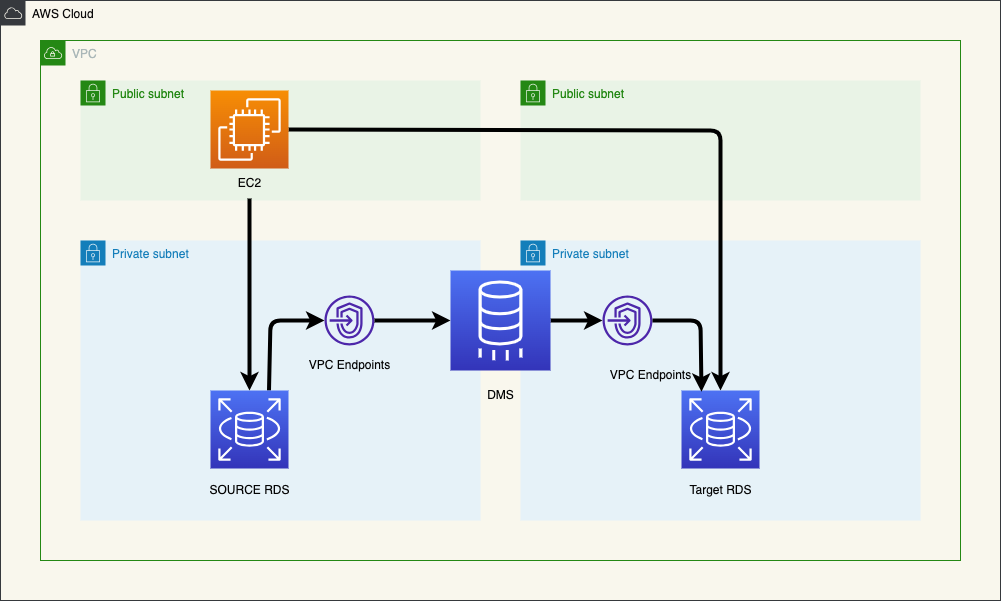 AWS Cloud
VPC
Public subnet
Public subnet
EC2
Private subnet
Private subnet
VPC Endpoints
VPC Endpoints
DMS
SOURCE RDS
Target RDS